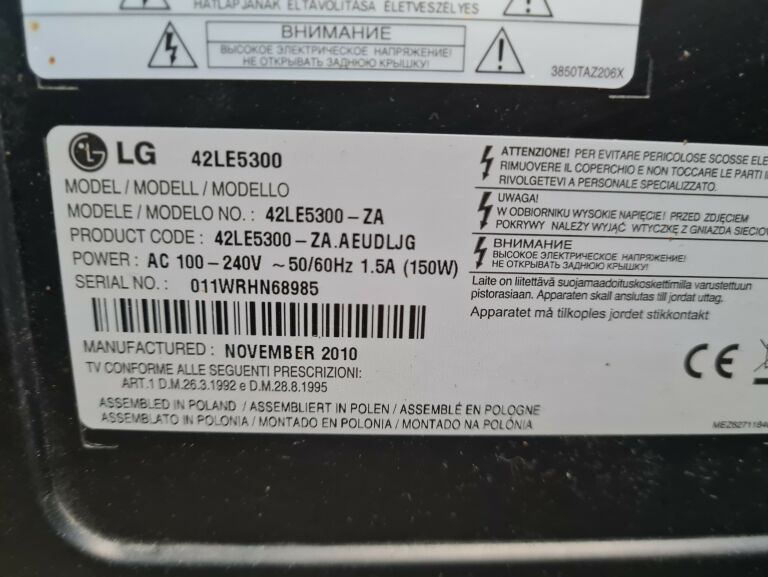 HATLAPJÁNAK ELTÁVOLÍTÁSA ÉLETVESZÉLYES
ВНИМАНИЕ
ВЫСОКОЕ ЭЛЕКТРИЧЕСКОЕ НАПРЯЖЕНИЕ!
НЕ ОТКРЫВАТЬ ЗАДНЮЮ КРЫШКУ!
3850TAZ206X
LG 42LE5300
MODEL / MODELL / MODELLO
MODELE / MODELO NO. : 42LE5300-ZA
PRODUCT CODE : 42LE5300-ZA.AEUDLJG
POWER : AC 100-240V ~50/60Hz 1.5A (150W)
SERIAL NO. : 011WRHN68985
MANUFACTURED : NOVEMBER 2010
TV CONFORME ALLE SEGUENTI PRESCRIZIONI:
ART.1 D.M.26.3.1992 e D.M.28.8.1995
ASSEMBLED IN POLAND / ASSEMBLIERT IN POLEN / ASSEMBLÉ EN POLOGNE
ASSEMBLATO IN POLONIA / MONTADO EN POLONIA / MONTADO NA POLÓNIA
ATTENZIONE! PER EVITARE PERICOLOSE SCOSSE ELE
RIMUOVERE IL COPERCHIO E NON TOCCARE LE PARTI I
RIVOLGETEVI A PERSONALE SPECIALIZZATO.
UWAGA!
W ODBIORNIKU WYSOKIE NAPIĘCIE! PRZED ZDJĘCIEM
POKRYWY NALEŻY WYJĄĆ WTYCZKĘ Z GNIAZDA SIECIOW
ВНИМАНИЕ
ВЫСОКОЕ ЭЛЕКТРИЧЕСКОЕ НАПРЯЖЕНИЕ!
НЕ ОТКРЫВАТЬ ЗАДНЮЮ КРЫШКУ!
Laite on liitettävä suojamaadoituskoskettimilla varustettuun
pistorasiaan. Apparaten skall anslutas till jordat uttag.
Apparatet må tilkoples jordet stikkontakt
CE